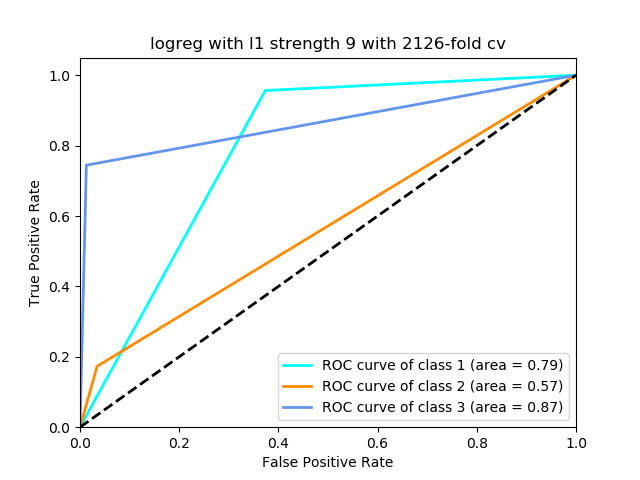 logreg with l1 strength 9 with 2126-fold cv
True Positive Rate
1.0
0.8
0.6
0.4
0.2
0.0
ROC curve of class 1 (area = 0.79)
ROC curve of class 2 (area = 0.57)
ROC curve of class 3 (area = 0.87)
0.0 0.2 0.4 0.6 0.8 1.0
False Positive Rate